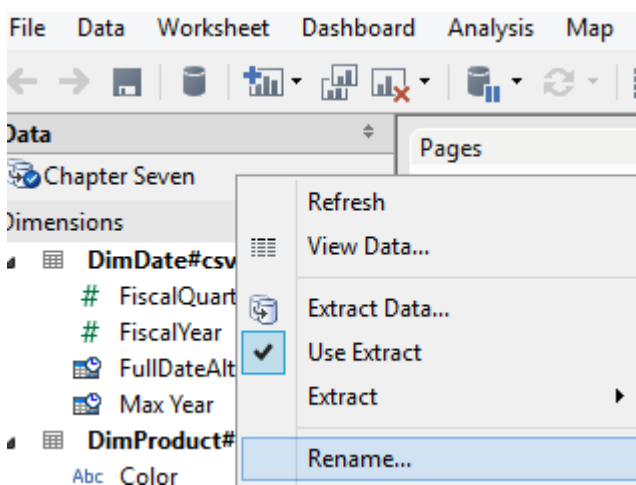 File Data Worksheet Dashboard Analysis Map
Data
Pages
Chapter Seven
Refresh
Dimensions
View Data...
DimDate#csv
# FiscalQuart
Extract Data...
# FiscalYear
Use Extract
FullDateAlt
Extract
Max Year
DimProduct#
Rename...
Abc Color